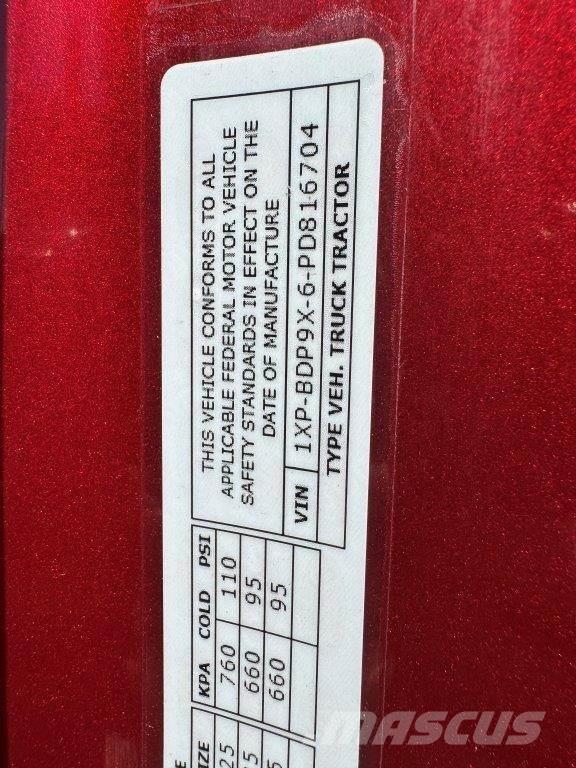 THIS VEHICLE CONFORMS TO ALL
APPLICABLE FEDERAL MOTOR VEHICLE
SAFETY STANDARDS IN EFFECT ON THE
DATE OF MANUFACTURE
VIN 1XP-BDP9X-6-PD816704
TYPE VEH. TRUCK TRACTOR
KPA COLD PSI
760 110
660 95
660 95
MASCUS